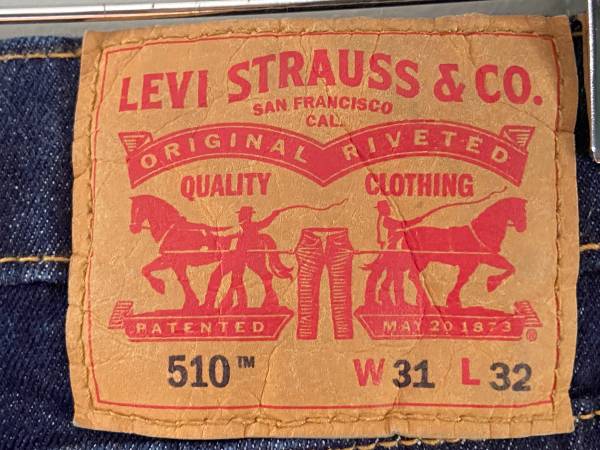 LEVI STRAUSS & CO.
SAN FRANCISCO
CAL.
ORIGINAL RIVETED
QUALITY CLOTHING
PATENTED MAY 20 1873 ®
510™ W 31 L 32